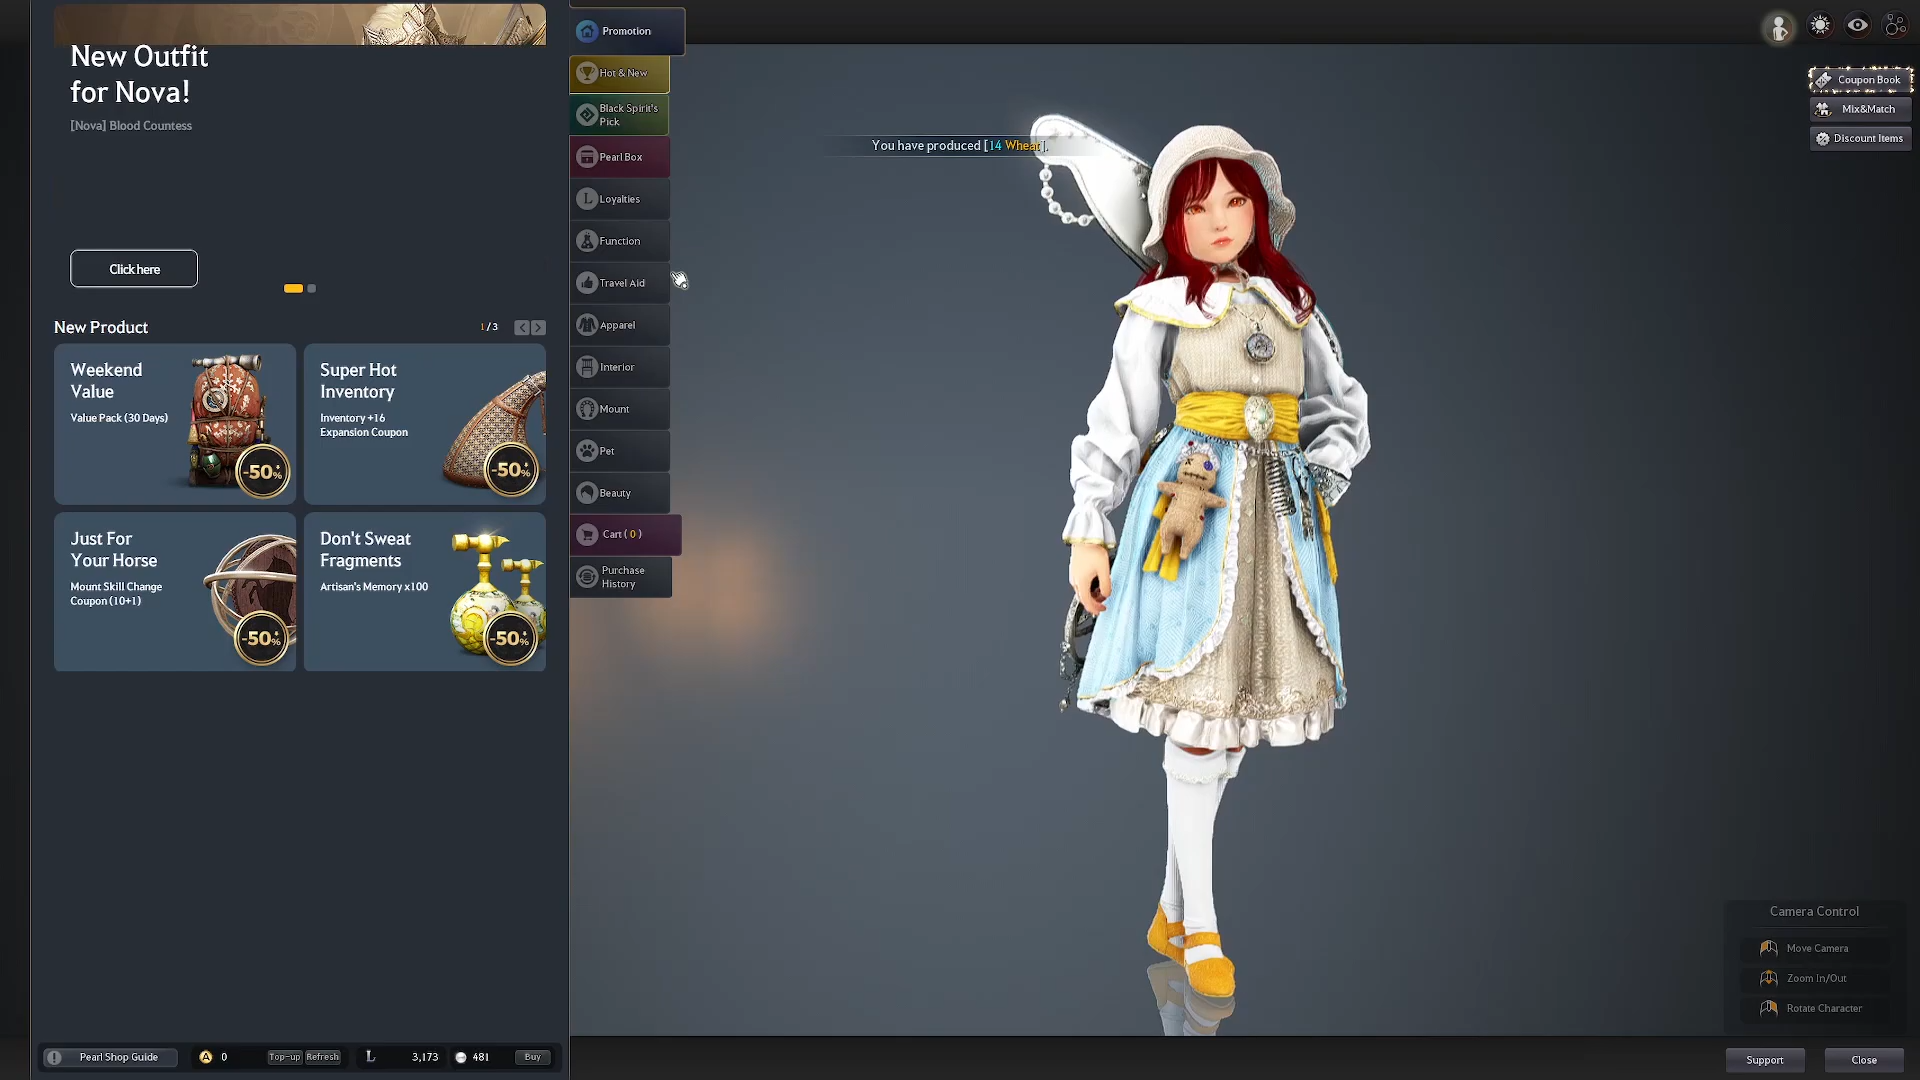 New Outfit
for Nova!
[Nova] Blood Countess
Click here
New Product
1/3
Weekend
Value
Value Pack (30 Days)
-50%
Super Hot
Inventory
Inventory +16
Expansion Coupon
-50%
Just For
Your Horse
Mount Skill Change
Coupon (10+1)
-50%
Don't Sweat
Fragments
Artisan's Memory x100
-50%
Pearl Shop Guide
A 0
Top-up
Refresh
L 3,173
481
Buy
Promotion
Hot & New
Black Spirit's
Pick
Pearl Box
Loyalties
Function
Travel Aid
Apparel
Interior
Mount
Pet
Beauty
Cart ( 0 )
Purchase
History
You have produced [14 Wheat].
Coupon Book
Mix&Match
Discount Items
Camera Control
Move Camera
Zoom In/Out
Rotate Character
Support
Close